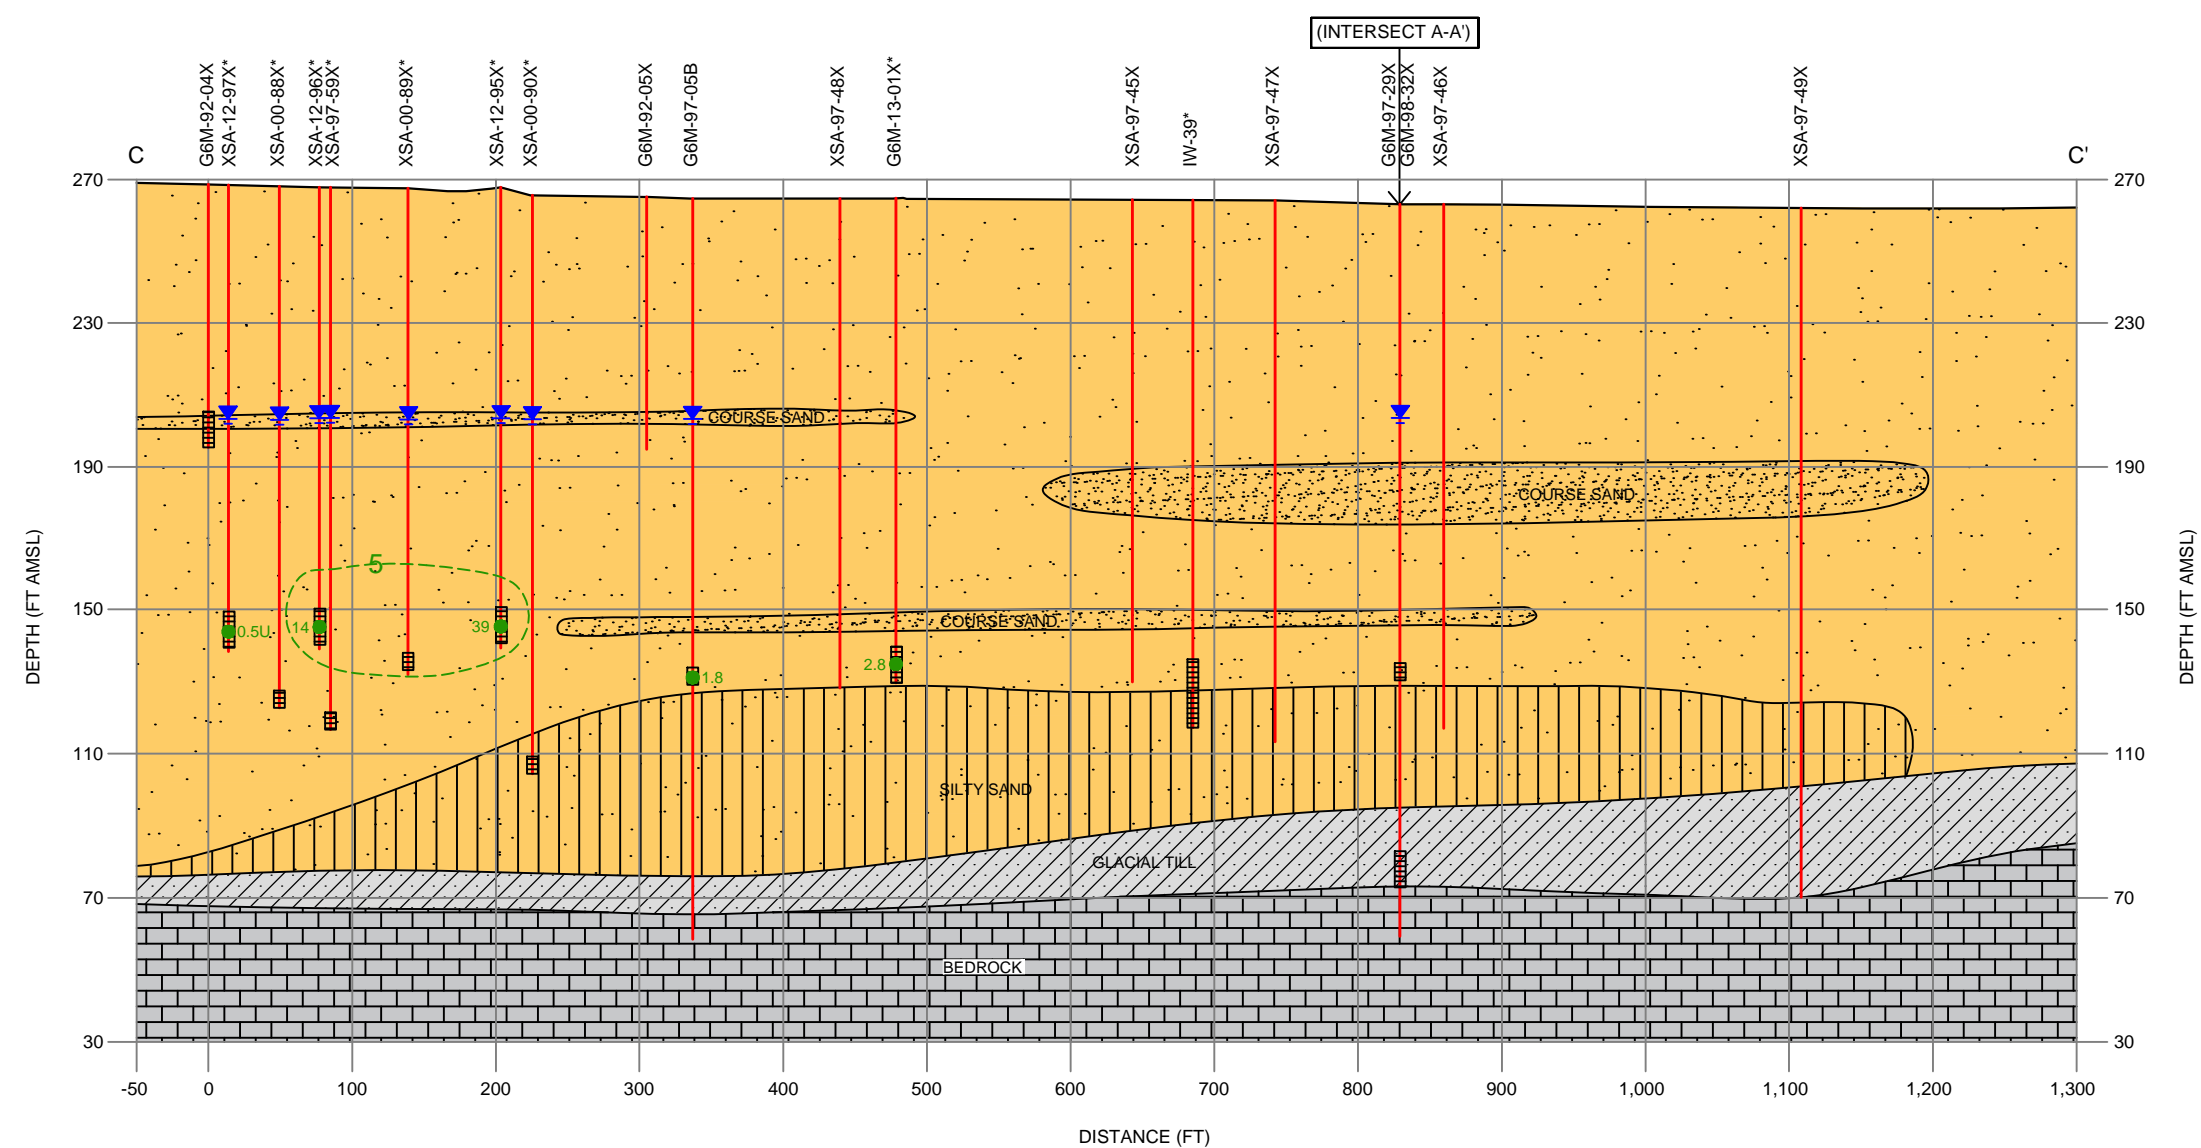 (INTERSECT A-A')
G6M-92-04X
XSA-12-97X*
XSA-00-88X*
XSA-12-96X*
XSA-97-59X*
XSA-00-89X*
XSA-12-95X*
XSA-00-90X*
G6M-92-05X
G6M-97-05B
XSA-97-48X
G6M-13-01X*
XSA-97-45X
IW-39*
XSA-97-47X
G6M-97-29X
G6M-98-32X
XSA-97-46X
XSA-97-49X
C
C'
270
270
230
230
COURSE SAND
190
190
COURSE SAND
DEPTH (FT AMSL)
DEPTH (FT AMSL)
5
150
150
COURSE SAND
0.5U
14
39
2.8
1.8
110
110
SILTY SAND
GLACIAL TILL
70
70
BEDROCK
30
30
-50
0
100
200
300
400
500
600
700
800
900
1,000
1,100
1,200
1,300
DISTANCE (FT)